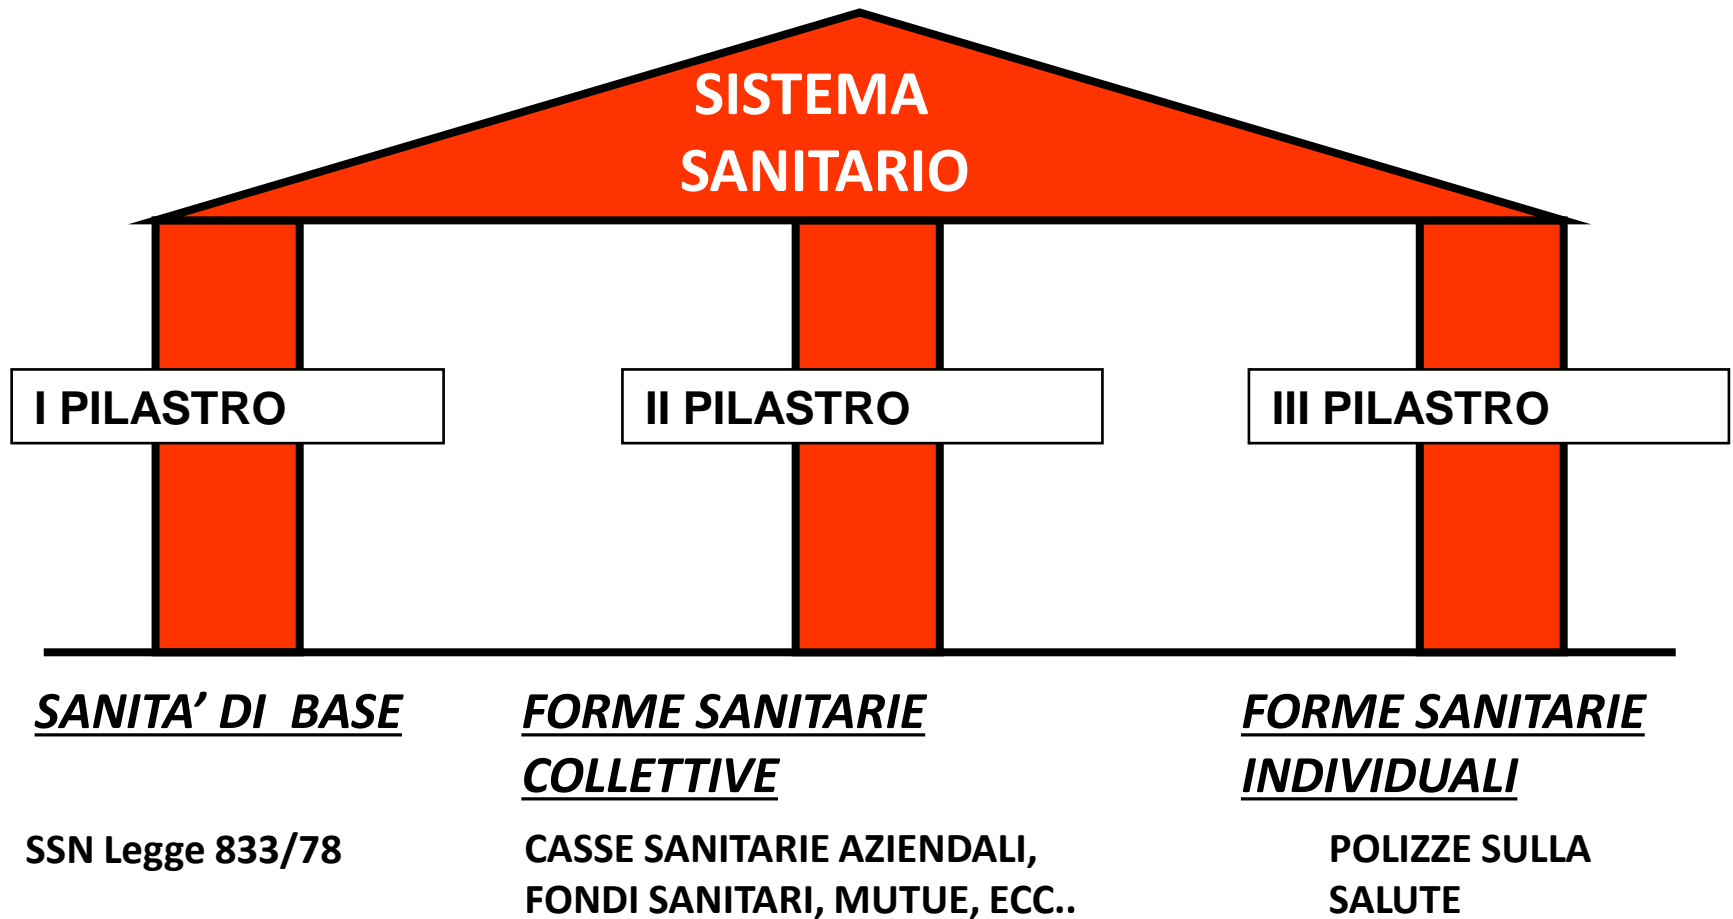 SISTEMA
SANITARIO
I PILASTRO
II PILASTRO
III PILASTRO
SANITA’ DI  BASE
SSN Legge 833/78
FORME SANITARIE
COLLETTIVE
CASSE SANITARIE AZIENDALI,
FONDI SANITARI, MUTUE, ECC..
FORME SANITARIE
INDIVIDUALI
POLIZZE SULLA
SALUTE